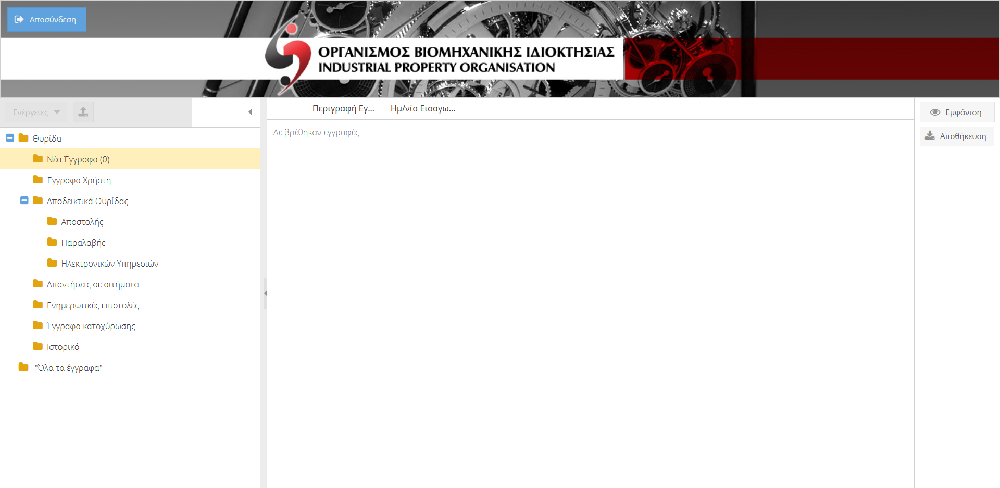 Αποσύνδεση
ΟΡΓΑΝΙΣΜΟΣ ΒΙΟΜΗΧΑΝΙΚΗΣ ΙΔΙΟΚΤΗΣΙΑΣ
INDUSTRIAL PROPERTY ORGANISATION
Ενέργειες
Περιγραφή Εγ... Ημ/νία Εισαγω...
Εμφάνιση
Αποθήκευση
Δε βρέθηκαν εγγραφές
Θυρίδα
Νέα Έγγραφα (0)
Έγγραφα Χρήστη
Αποδεικτικά Θυρίδας
Αποστολής
Παραλαβής
Ηλεκτρονικών Υπηρεσιών
Απαντήσεις σε αιτήματα
Ενημερωτικές επιστολές
Έγγραφα κατοχύρωσης
Ιστορικό
"Όλα τα έγγραφα"